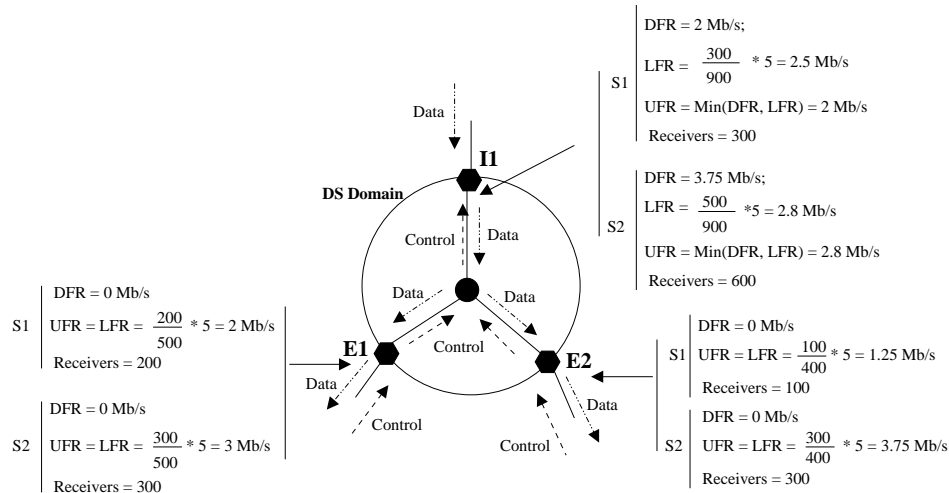 DFR = 2 Mb/s;
S1 LFR = 300/900 * 5 = 2.5 Mb/s
UFR = Min(DFR, LFR) = 2 Mb/s
Receivers = 300
DFR = 3.75 Mb/s;
S2 LFR = 500/900 *5 = 2.8 Mb/s
UFR = Min(DFR, LFR) = 2.8 Mb/s
Receivers = 600
Data
I1
DS Domain
Control
Data
Data
Data
E1
Control
E2
Data
Control
Data
Control
DFR = 0 Mb/s
S1 UFR = LFR = 200/500 * 5 = 2 Mb/s
Receivers = 200
DFR = 0 Mb/s
S2 UFR = LFR = 300/500 * 5 = 3 Mb/s
Receivers = 300
DFR = 0 Mb/s
S1 UFR = LFR = 100/400 * 5 = 1.25 Mb/s
Receivers = 100
DFR = 0 Mb/s
S2 UFR = LFR = 300/400 * 5 = 3.75 Mb/s
Receivers = 300